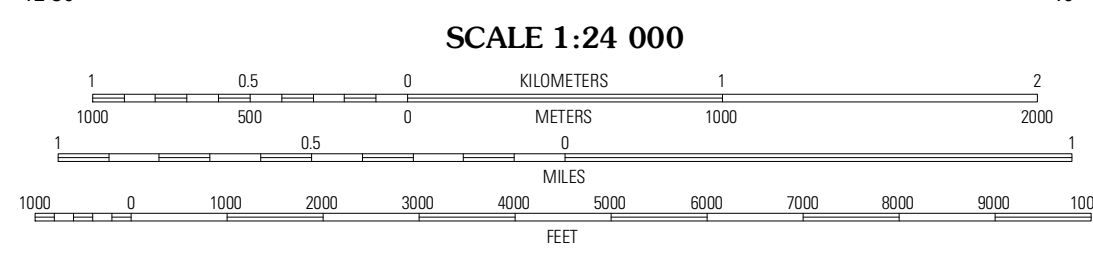 SCALE 1:24 000
1 0.5 0 KILOMETERS 1 2
1000 500 0 METERS 1000 2000
1 0.5 0 1
MILES
1000 0 1000 2000 3000 4000 5000 6000 7000 8000 9000 100
FEET